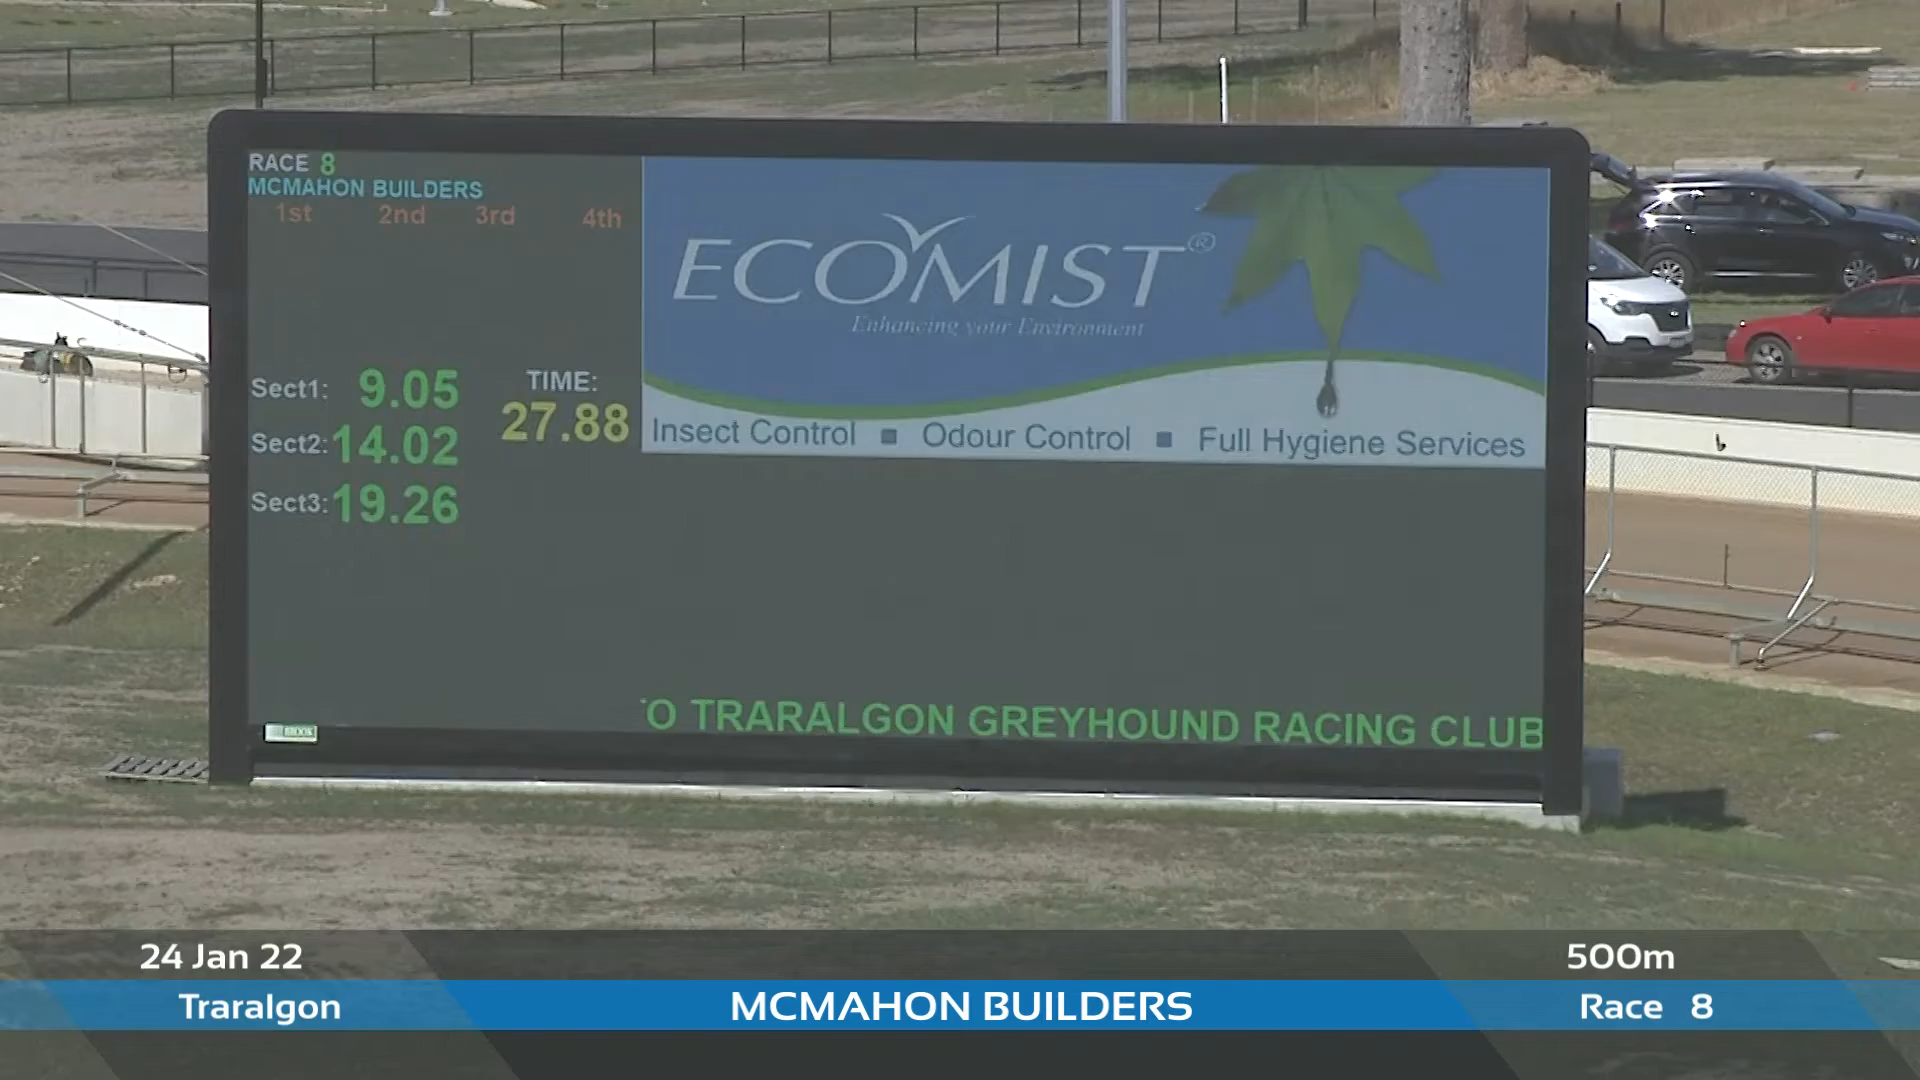 RACE 8
MCMAHON BUILDERS
1st 2nd 3rd 4th
Sect1: 9.05
Sect2: 14.02
Sect3: 19.26
TIME:
27.88
ECOMIST®
Enhancing your Environment
Insect Control ■ Odour Control ■ Full Hygiene Services
O TRARALGON GREYHOUND RACING CLUB
24 Jan 22
Traralgon
MCMAHON BUILDERS
500m
Race 8